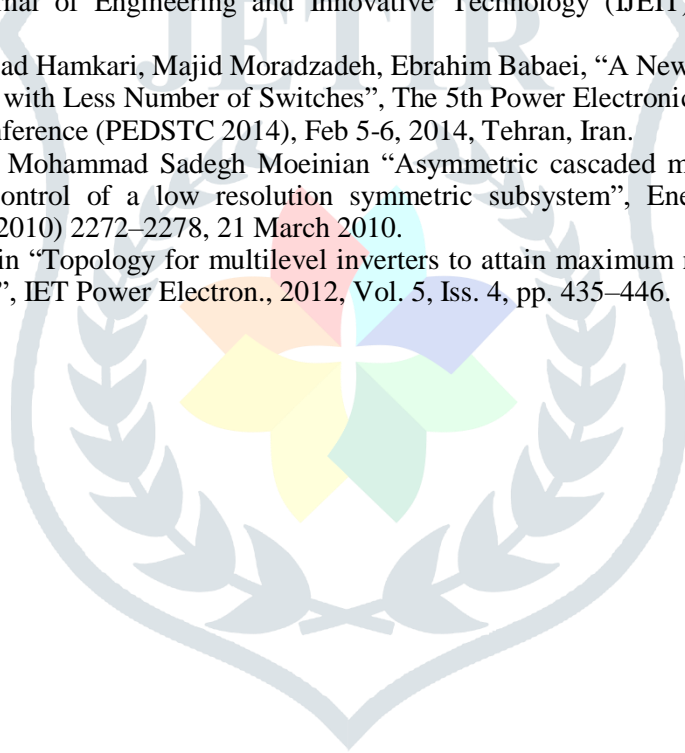 JETIR
rnal of Engineering and Innovative Technology (IJEIT)
ad Hamkari, Majid Moradzadeh, Ebrahim Babaei, “A New
with Less Number of Switches”, The 5th Power Electronic
nference (PEDSTC 2014), Feb 5-6, 2014, Tehran, Iran.
Mohammad Sadegh Moeinian “Asymmetric cascaded m
ontrol of a low resolution symmetric subsystem”, Ene
2010) 2272–2278, 21 March 2010.
in “Topology for multilevel inverters to attain maximum
”, IET Power Electron., 2012, Vol. 5, Iss. 4, pp. 435–446.